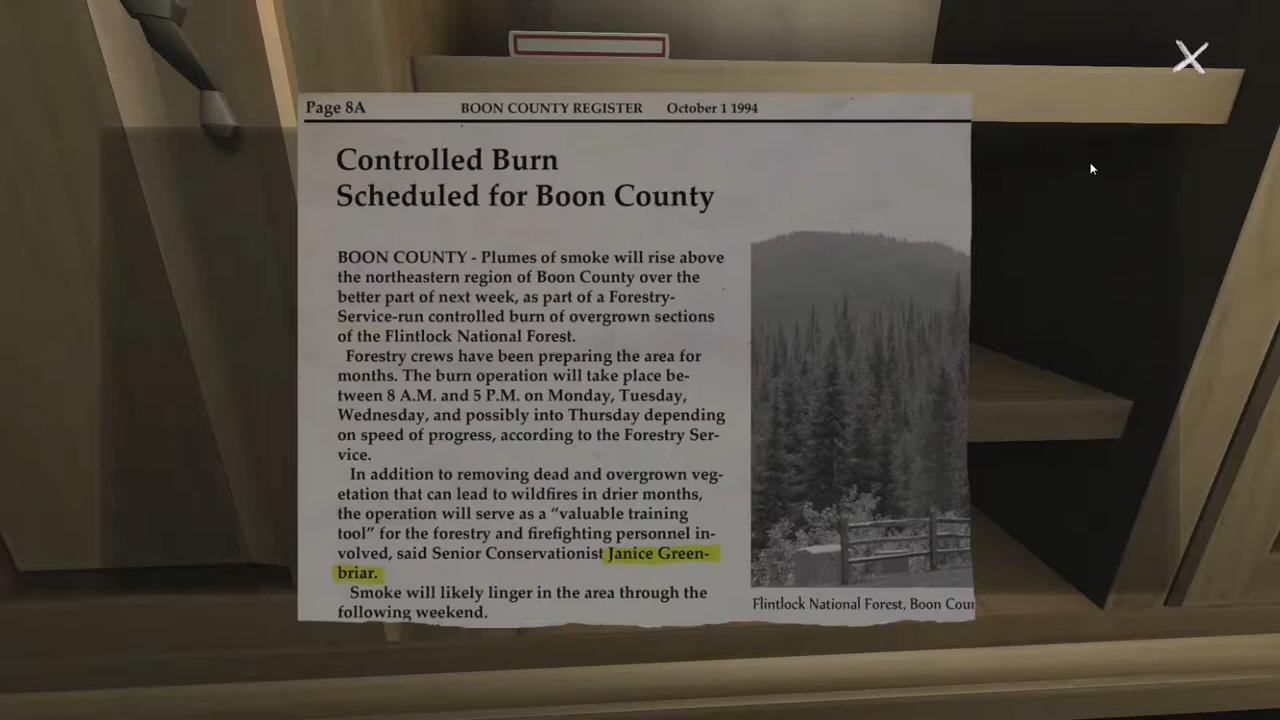 Page 8A BOON COUNTY REGISTER October 1 1994
Controlled Burn
Scheduled for Boon County
BOON COUNTY - Plumes of smoke will rise above
the northeastern region of Boon County over the
better part of next week, as part of a Forestry-
Service-run controlled burn of overgrown sections
of the Flintlock National Forest.
Forestry crews have been preparing the area for
months. The burn operation will take place be-
tween 8 A.M. and 5 P.M. on Monday, Tuesday,
Wednesday, and possibly into Thursday depending
on speed of progress, according to the Forestry Ser-
vice.
In addition to removing dead and overgrown veg-
etation that can lead to wildfires in drier months,
the operation will serve as a “valuable training
tool” for the forestry and firefighting personnel in-
volved, said Senior Conservationist Janice Green-
briar.
Smoke will likely linger in the area through the
following weekend.
Flintlock National Forest, Boon Coun